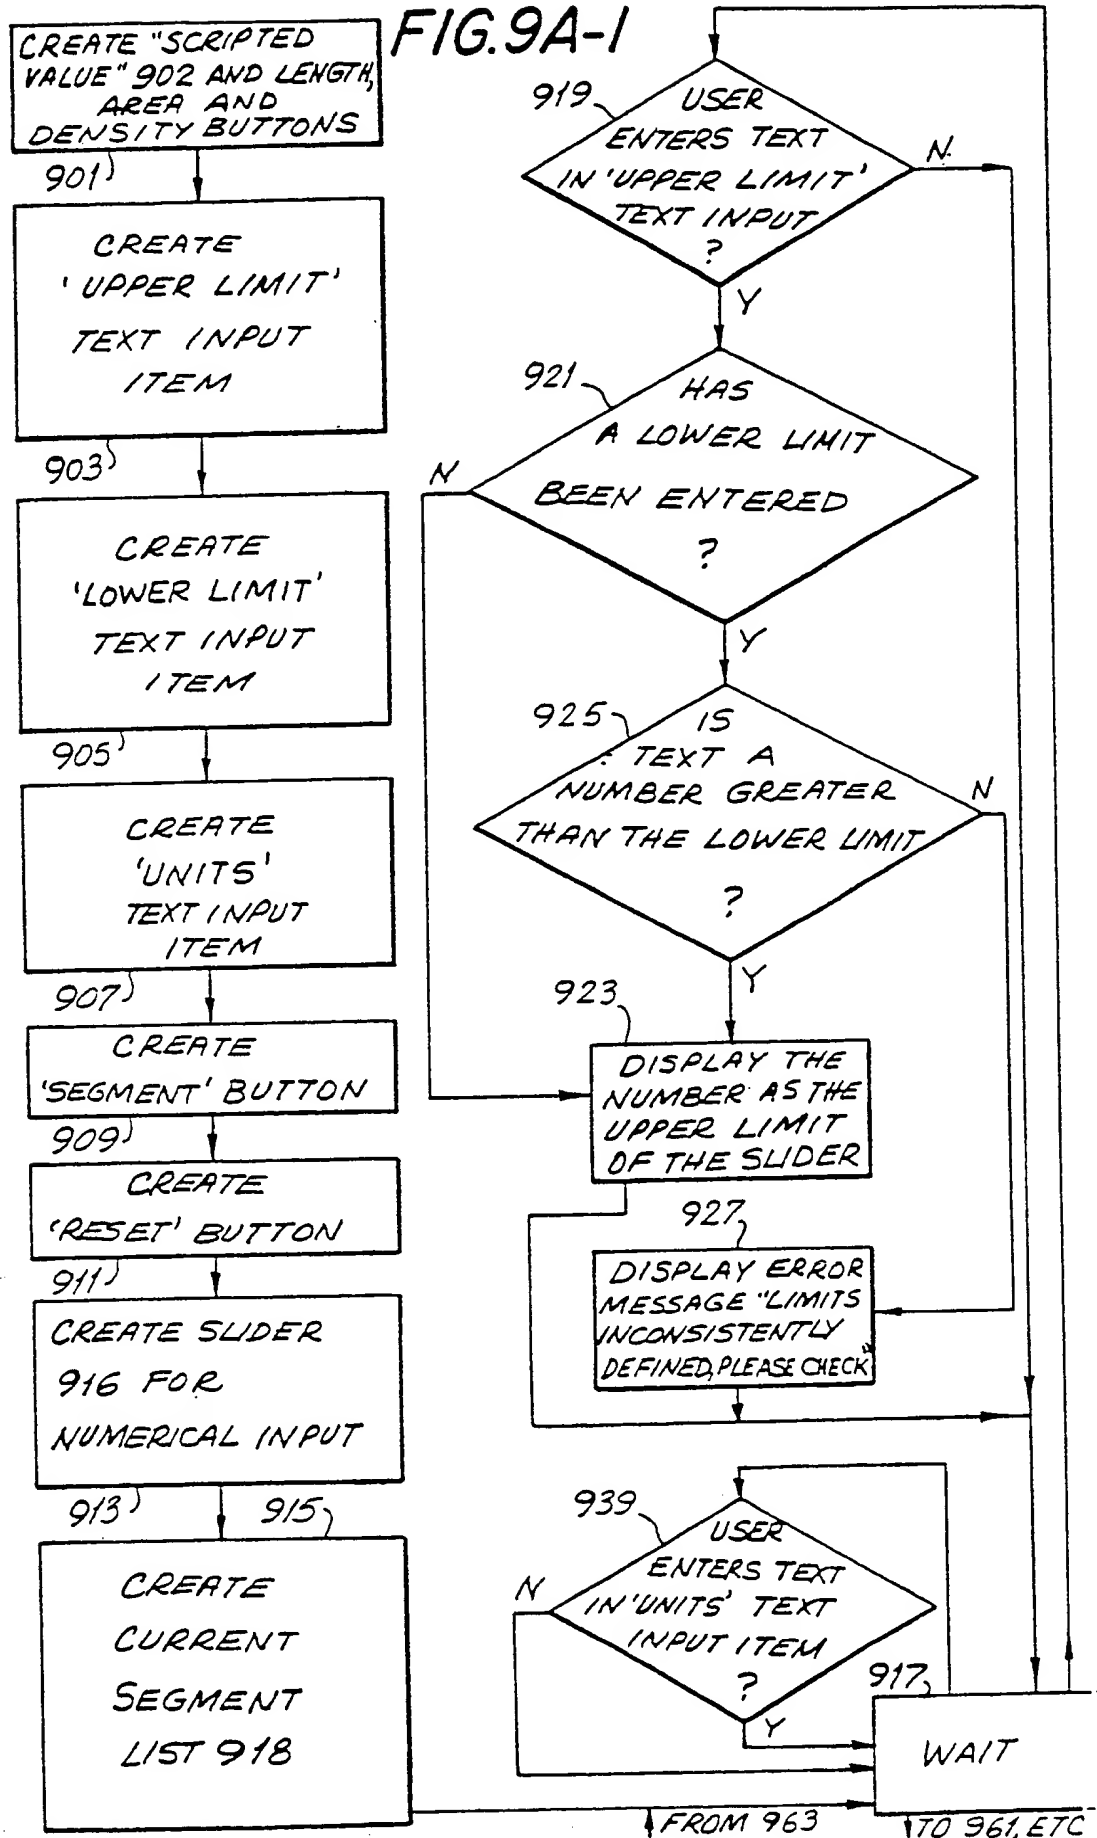 FIG.9A-1
CREATE "SCRIPTED
VALUE" 902 AND LENGTH,
AREA AND
DENSITY BUTTONS
901
CREATE
'UPPER LIMIT'
TEXT INPUT
ITEM
903
CREATE
'LOWER LIMIT'
TEXT INPUT
ITEM
905
CREATE
'UNITS'
TEXT INPUT
ITEM
907
CREATE
'SEGMENT' BUTTON
909
CREATE
'RESET' BUTTON
911
CREATE SLIDER
916 FOR
NUMERICAL INPUT
913
915
CREATE
CURRENT
SEGMENT
LIST 918
919
USER
ENTERS TEXT
IN 'UPPER LIMIT'
TEXT INPUT
?
N
Y
921
HAS
A LOWER LIMIT
BEEN ENTERED
?
N
Y
925
IS
TEXT A
NUMBER GREATER
THAN THE LOWER LIMIT
?
N
Y
923
DISPLAY THE
NUMBER AS THE
UPPER LIMIT
OF THE SLIDER
927
DISPLAY ERROR
MESSAGE "LIMITS
INCONSISTENTLY
DEFINED, PLEASE CHECK"
939
USER
ENTERS TEXT
IN 'UNITS' TEXT
INPUT ITEM
?
N
Y
917
WAIT
FROM 963
TO 961, ETC